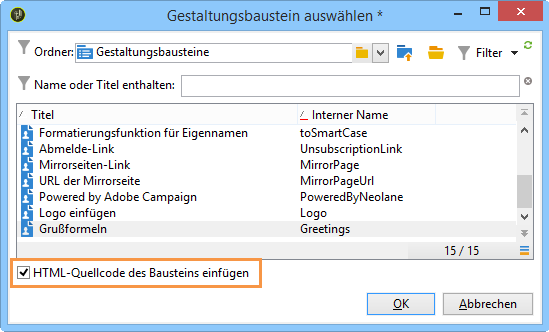 Gestaltungsbaustein auswählen *
Ordner: Gestaltungsbausteine Filter
Name oder Titel enthalten:
Titel Interner Name
Formatierungsfunktion für Eigennamen toSmartCase
Abmelde-Link UnsubscriptionLink
Mirrorseiten-Link MirrorPage
URL der Mirrorseite MirrorPageUrl
Powered by Adobe Campaign PoweredByNeolane
Logo einfügen Logo
Grußformeln Greetings
15 / 15
HTML-Quellcode des Bausteins einfügen
OK Abbrechen